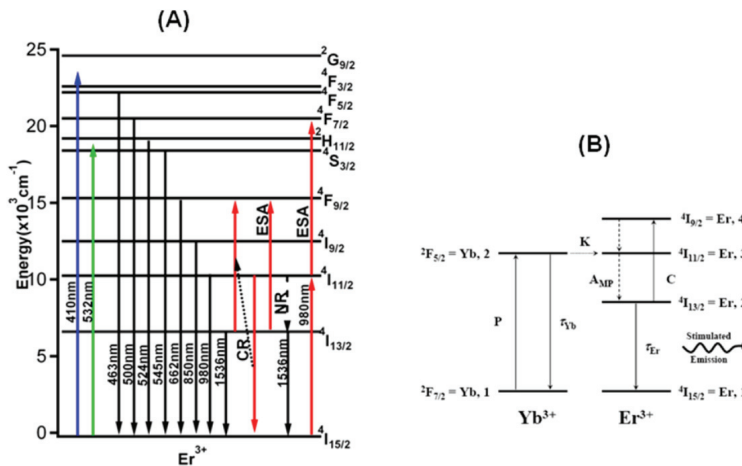 (A)
25
20
15
10
5
0
Energy(x10³cm⁻¹)
²G₉/₂
⁴F₃/₂
⁴F₅/₂
⁴F₇/₂
²H₁₁/₂
⁴S₃/₂
⁴F₉/₂
⁴I₉/₂
⁴I₁₁/₂
⁴I₁₃/₂
⁴I₁₅/₂
410nm
532nm
463nm
500nm
524nm
545nm
662nm
850nm
980nm
1536nm
CR
ESA
NR
1536nm
ESA
980nm
Er³⁺
(B)
⁴I₉/₂ = Er, 4
²F₅/₂ = Yb, 2
K
⁴I₁₁/₂ = Er, 3
A_MP
C
⁴I₁₃/₂ = Er, 2
P
τ_Yb
τ_Er
Stimulated
Emission
²F₇/₂ = Yb, 1
⁴I₁₅/₂ = Er, 1
Yb³⁺
Er³⁺